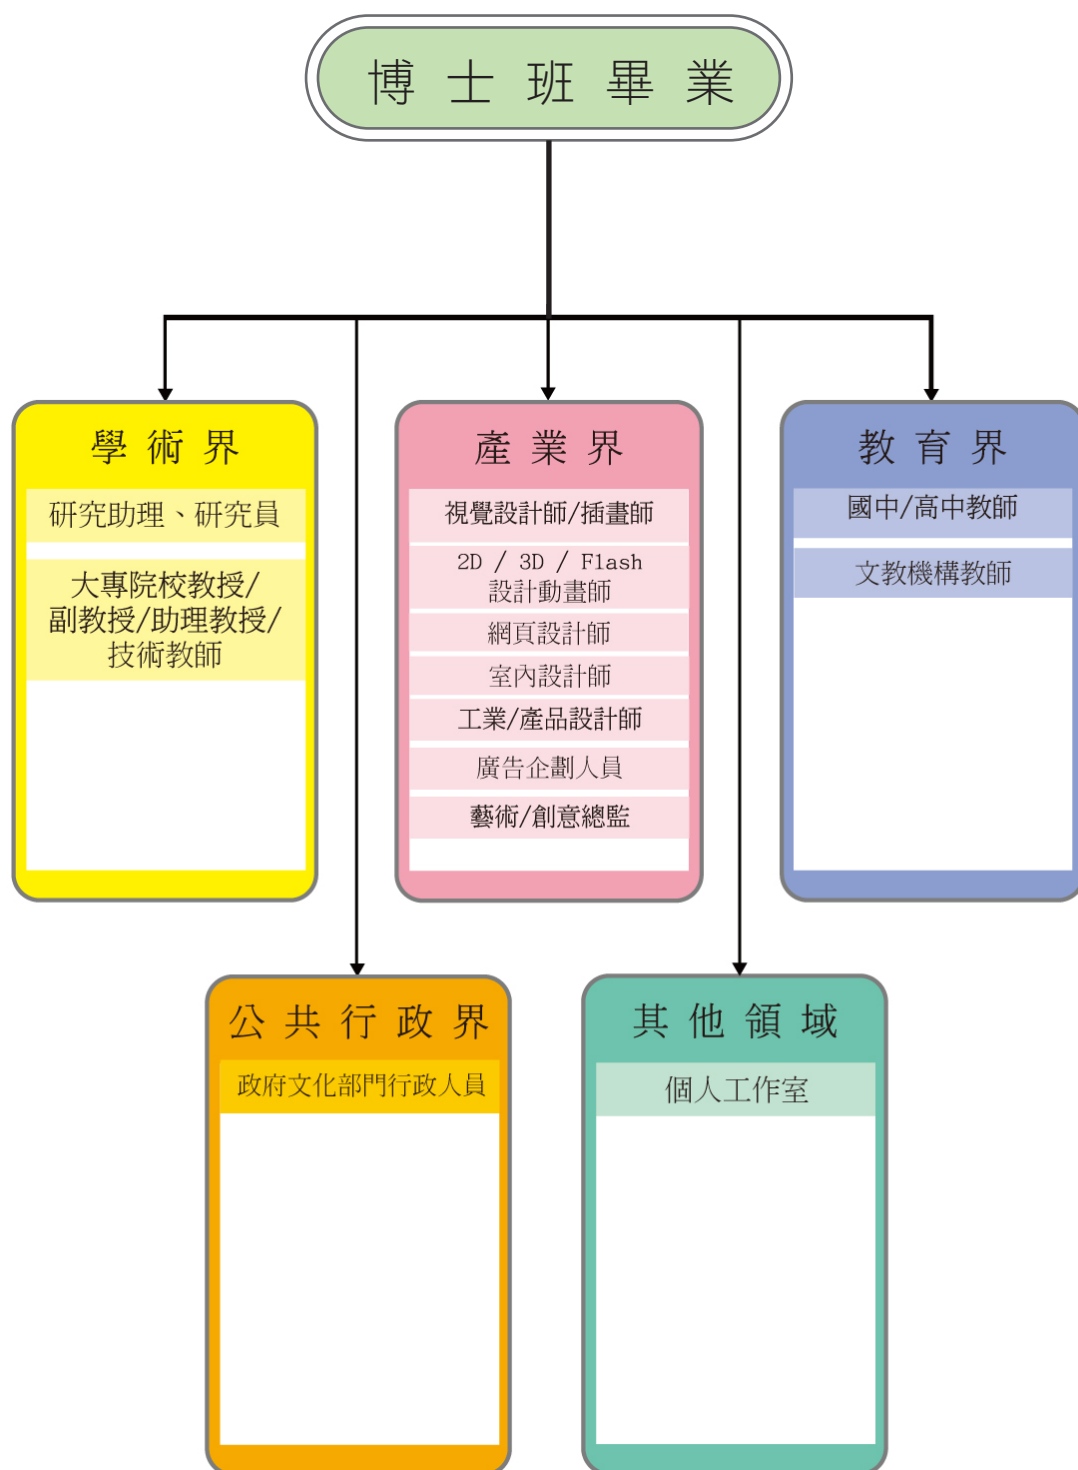 博士班畢業
學術界
研究助理、研究員
大專院校教授/
副教授/助理教授/
技術教師
產業界
視覺設計師/插畫師
2D / 3D / Flash
設計動畫師
網頁設計師
室內設計師
工業/產品設計師
廣告企劃人員
藝術/創意總監
教育界
國中/高中教師
文教機構教師
公共行政界
政府文化部門行政人員
其他領域
個人工作室